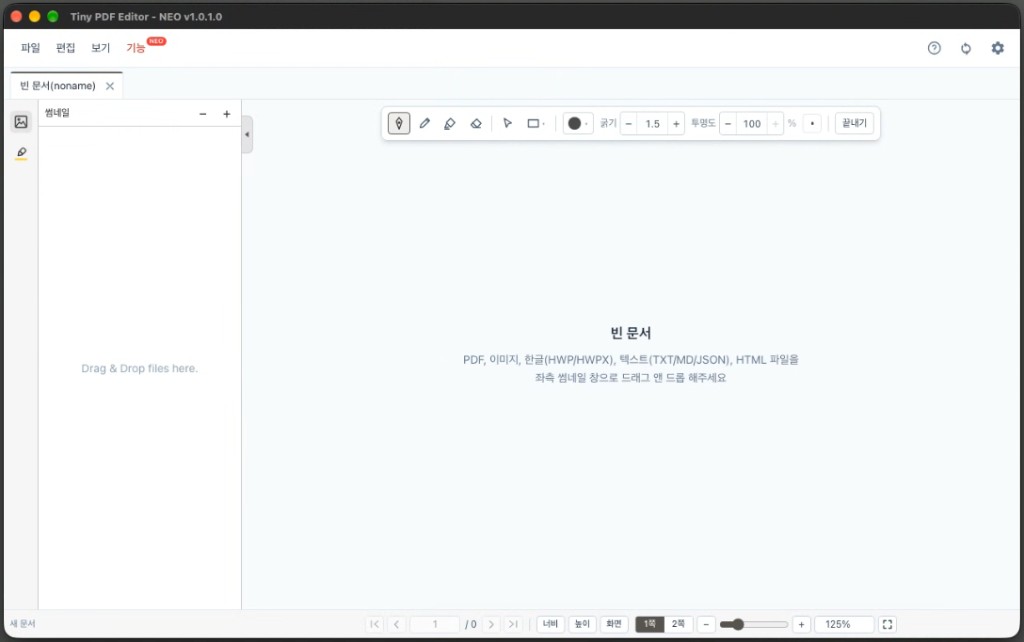 Tiny PDF Editor - NEO v1.0.1.0
파일 편집 보기 기능 NEO
빈 문서(noname)
썸네일
굵기 − 1.5 + 투명도 − 100 + % 끝내기
Drag & Drop files here.
빈 문서
PDF, 이미지, 한글(HWP/HWPX), 텍스트(TXT/MD/JSON), HTML 파일을
좌측 썸네일 창으로 드래그 앤 드롭 해주세요
새 문서 1 / 0 너비 높이 화면 1쪽 2쪽 − + 125%